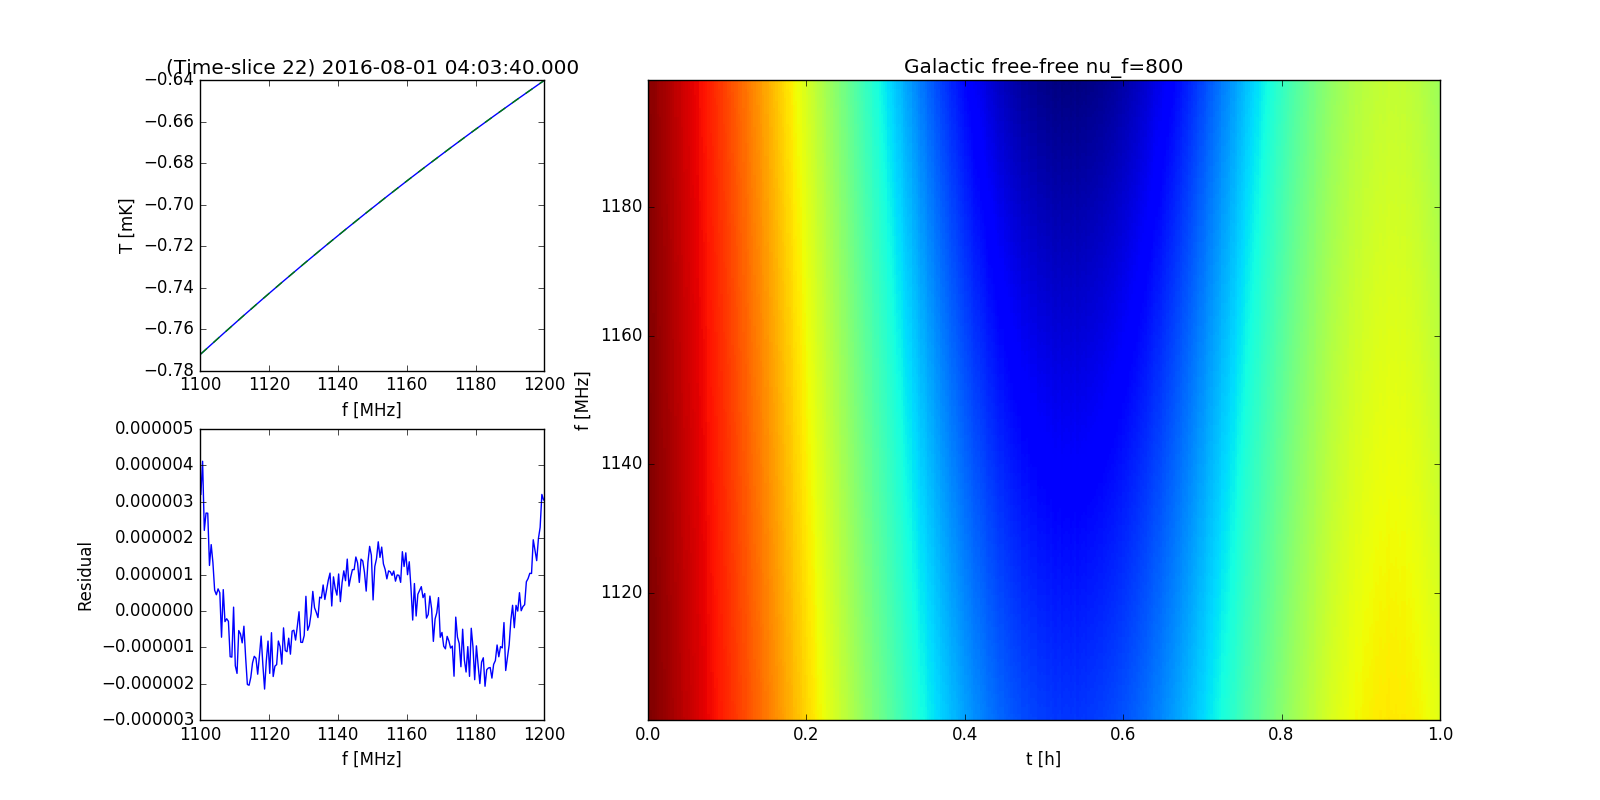 (Time-slice 22) 2016-08-01 04:03:40.000
−0.64
−0.66
−0.68
−0.70
−0.72
−0.74
−0.76
−0.78
T [mK]
1100 1120 1140 1160 1180 1200
f [MHz]
0.000005
0.000004
0.000003
0.000002
0.000001
0.000000
−0.000001
−0.000002
−0.000003
Residual
1100 1120 1140 1160 1180 1200
f [MHz]
Galactic free-free nu_f=800
1180
1160
1140
1120
f [MHz]
0.0 0.2 0.4 0.6 0.8 1.0
t [h]